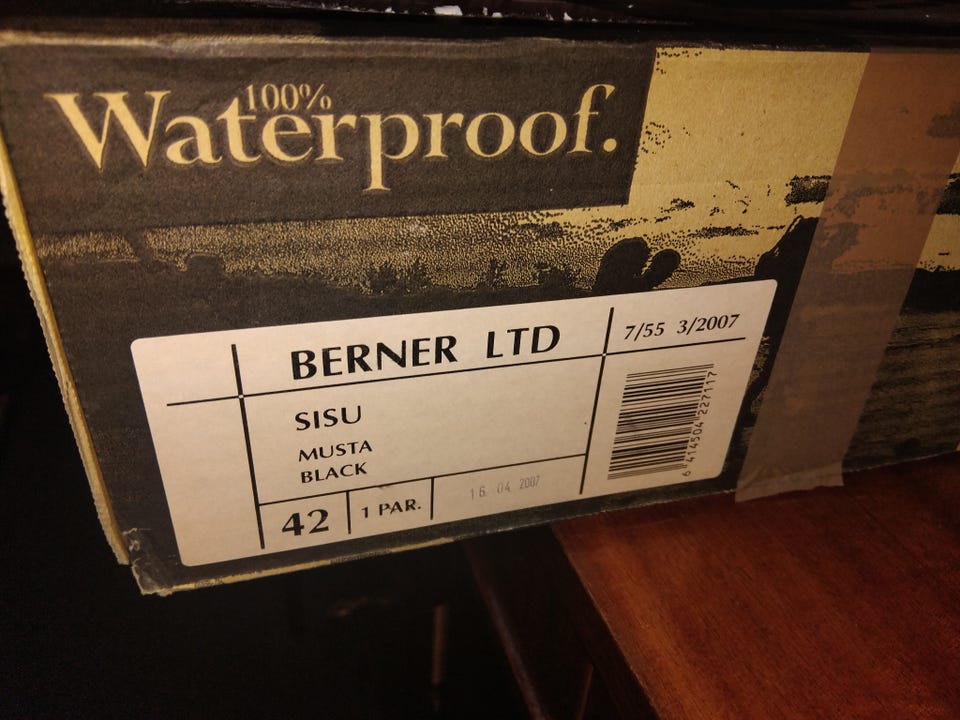 100%
Waterproof.
BERNER LTD
7/55 3/2007
SISU
MUSTA
BLACK
42
1 PAR.
16. 04 2007
6 414504 227117